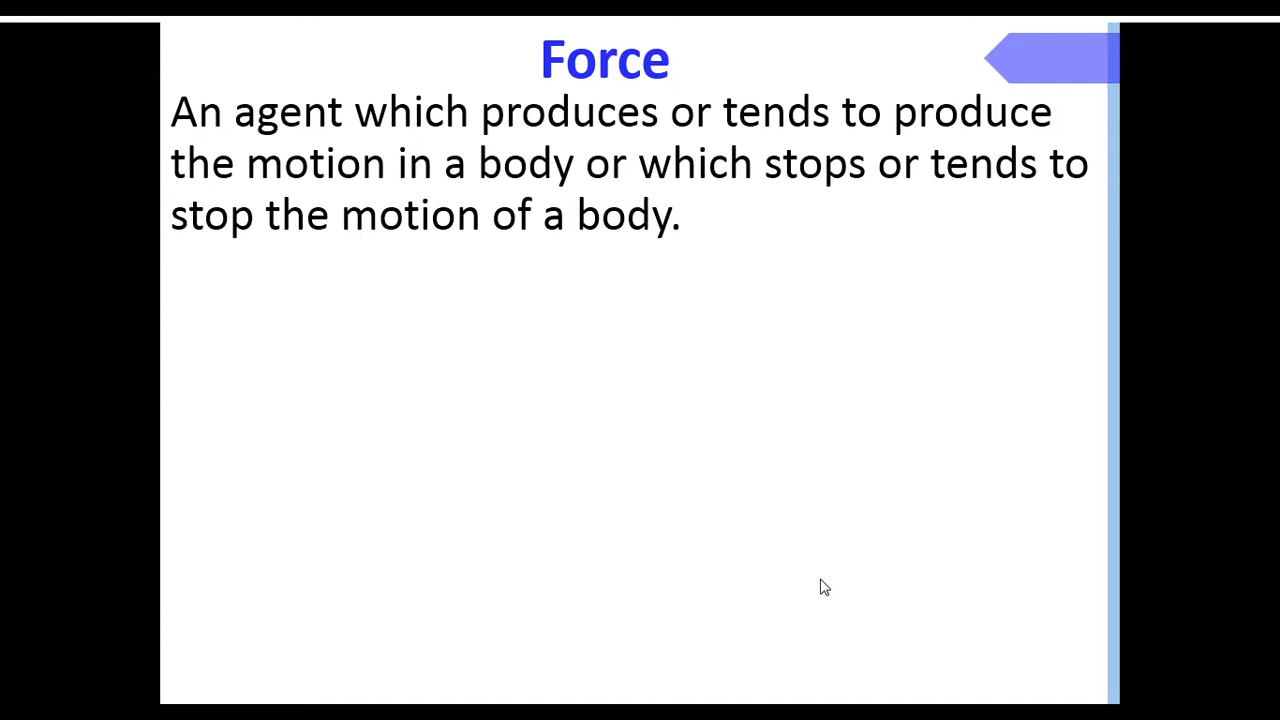 Force
An agent which produces or tends to produce
the motion in a body or which stops or tends to
stop the motion of a body.